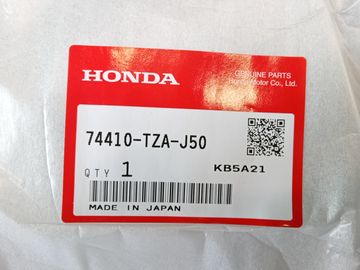 HONDA
GENUINE PARTS
Honda Motor Co., Ltd.
74410-TZA-J50
QTY 1
KB5A21
MADE IN JAPAN